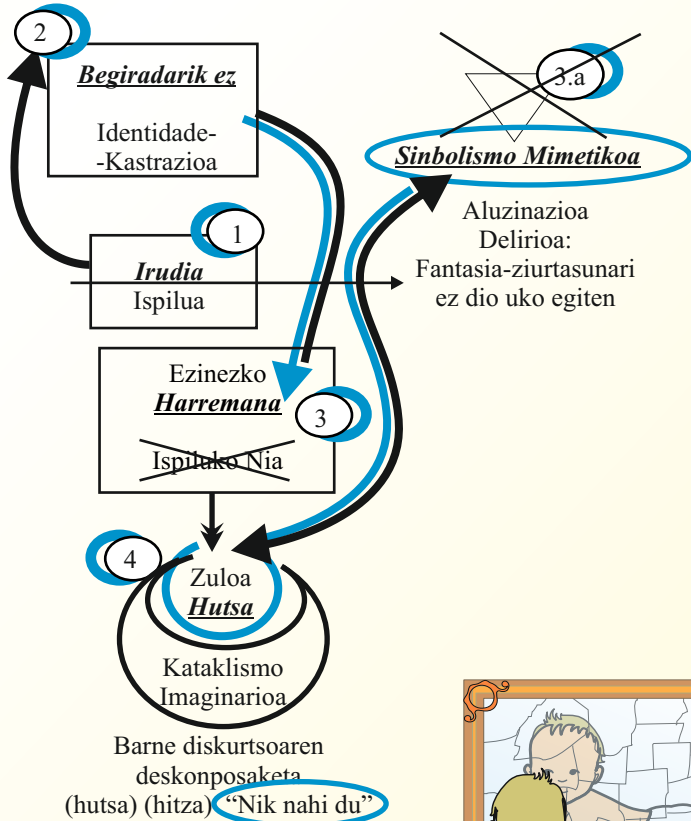 2
Begiradarik ez
Identidade-
-Kastrazioa
1
Irudia
Ispilua
3.a
Sinbolismo Mimetikoa
Aluzinazioa
Delirioa:
Fantasia-ziurtasunari
ez dio uko egiten
Ezinezko
Harremana
3
Ispiluko Nia
4
Zuloa
Hutsa
Kataklismo
Imaginarioa
Barne diskurtsoaren
deskonposaketa
(hutsa) (hitza) “Nik nahi du”